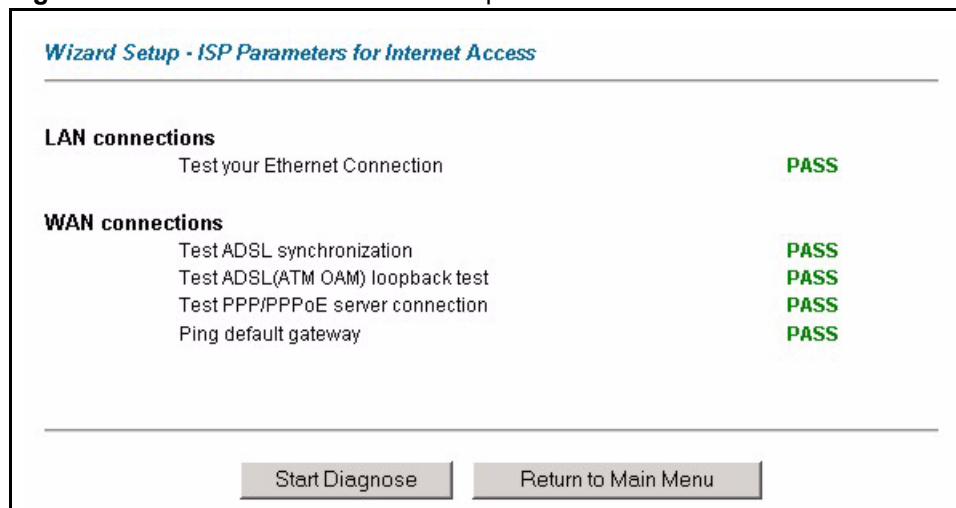 Wizard Setup - ISP Parameters for Internet Access
LAN connections
Test your Ethernet Connection PASS
WAN connections
Test ADSL synchronization PASS
Test ADSL(ATM OAM) loopback test PASS
Test PPP/PPPoE server connection PASS
Ping default gateway PASS
Start Diagnose Return to Main Menu